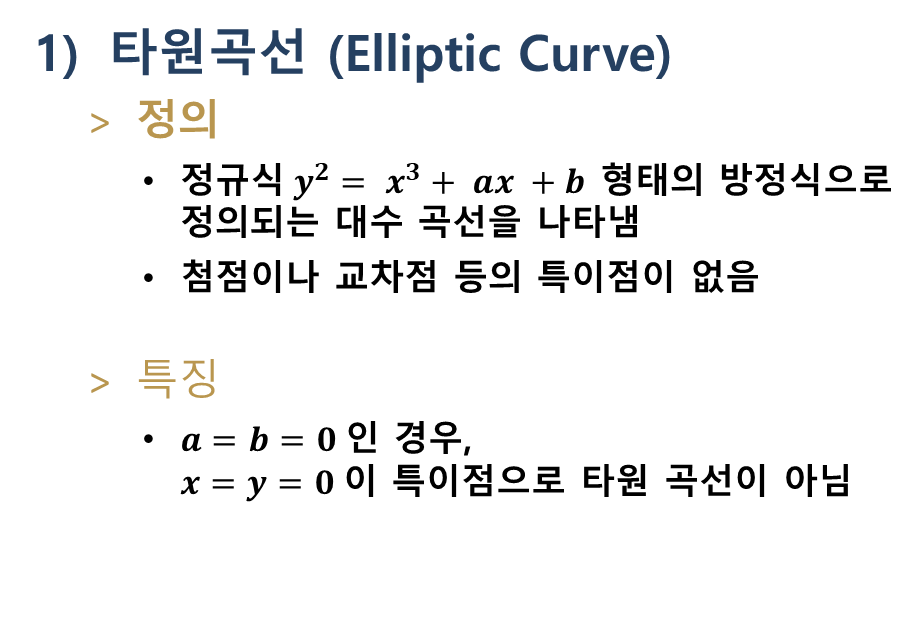 1) 타원곡선 (Elliptic Curve)
> 정의
• 정규식 y² = x³ + ax + b 형태의 방정식으로
정의되는 대수 곡선을 나타냄
• 첨점이나 교차점 등의 특이점이 없음
> 특징
• a = b = 0 인 경우,
x = y = 0 이 특이점으로 타원 곡선이 아님